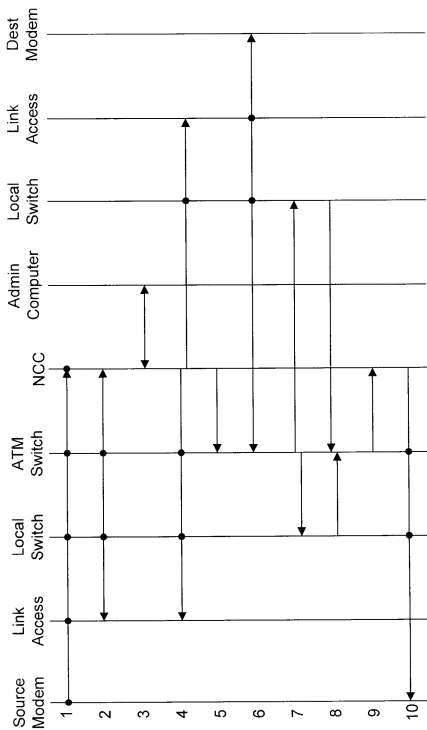 Source
Modem
Link
Access
Local
Switch
ATM
Switch
NCC
Admin
Computer
Local
Switch
Link
Access
Dest
Modem
1
2
3
4
5
6
7
8
9
10